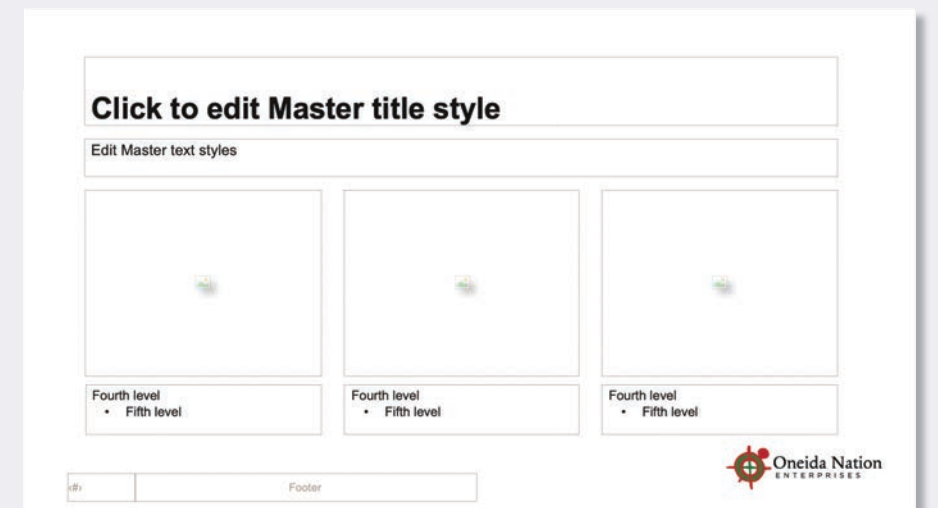 Click to edit Master title style
Edit Master text styles
Fourth level
• Fifth level
Fourth level
• Fifth level
Fourth level
• Fifth level
Oneida Nation
ENTERPRISES
‹#›
Footer